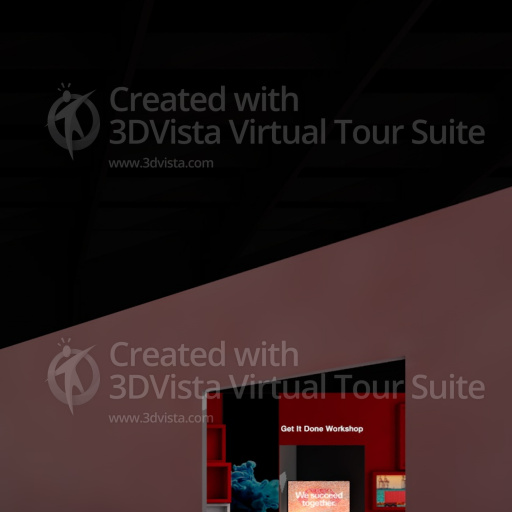 Created with
3DVista Virtual Tour Suite
www.3dvista.com
Created with
3DVista Virtual Tour Suite
www.3dvista.com
Get It Done Workshop
We succeed
together.